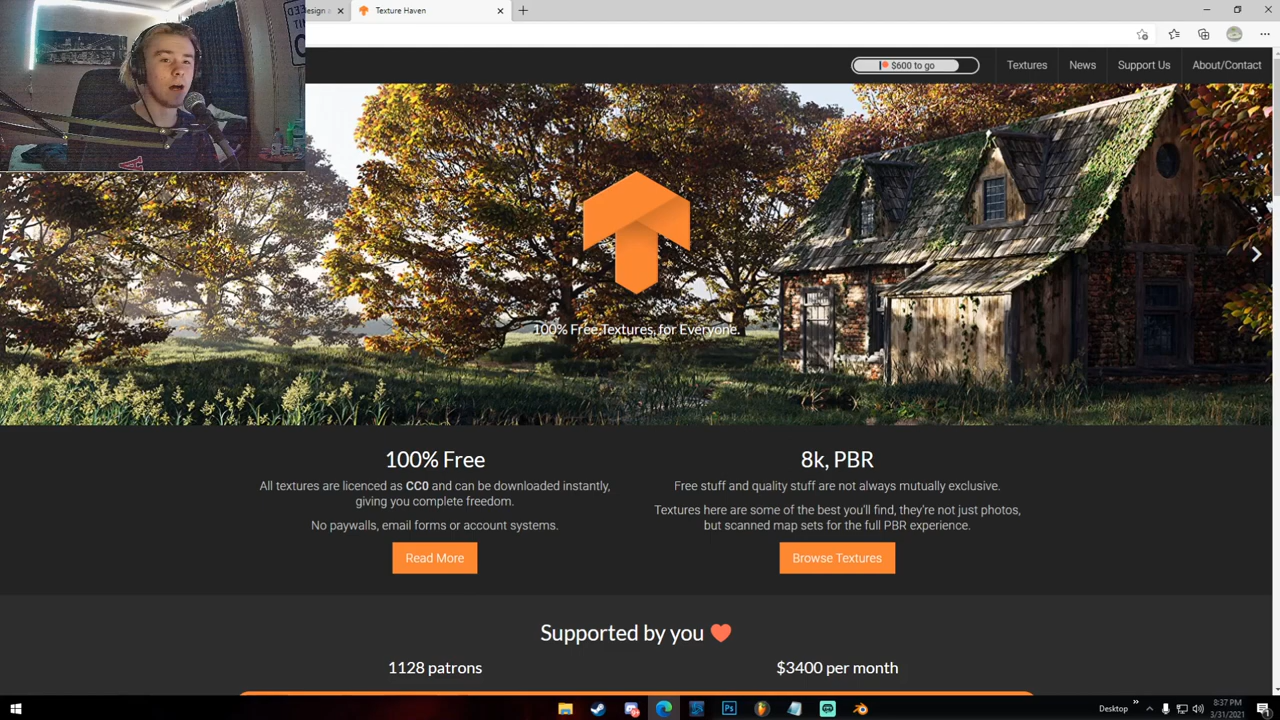 esign a
Texture Haven
$600 to go
Textures
News
Support Us
About/Contact
100% Free Textures, for Everyone.
100% Free
All textures are licenced as CC0 and can be downloaded instantly,
giving you complete freedom.
No paywalls, email forms or account systems.
Read More
8k, PBR
Free stuff and quality stuff are not always mutually exclusive.
Textures here are some of the best you'll find, they're not just photos,
but scanned map sets for the full PBR experience.
Browse Textures
Supported by you
1128 patrons
$3400 per month
Ps
Desktop
8:37 PM
3/31/2021